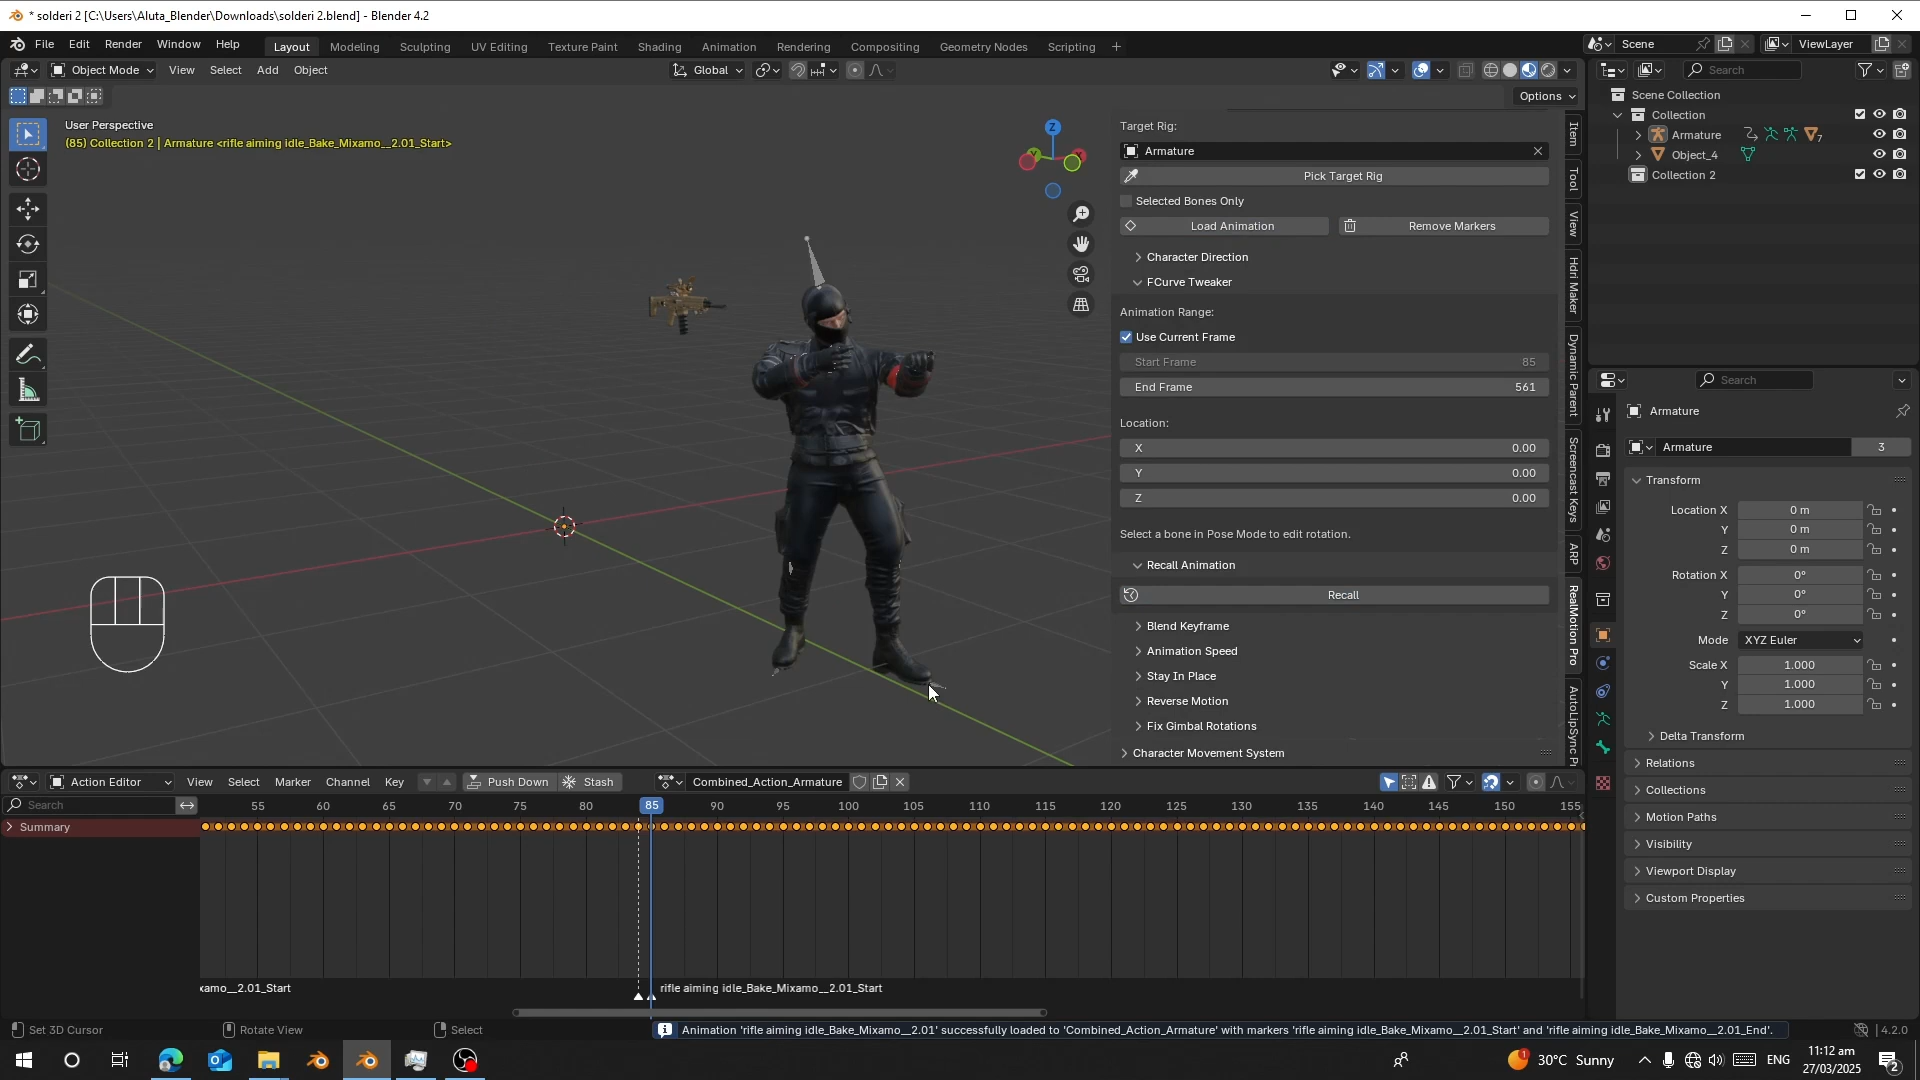 * solderi 2 [C:\Users\Aluta_Blender\Downloads\solderi 2.blend] - Blender 4.2
File Edit Render Window Help
Layout Modeling Sculpting UV Editing Texture Paint Shading Animation Rendering Compositing Geometry Nodes Scripting +
Scene
ViewLayer
Object Mode View Select Add Object
Global
Search
Options
User Perspective
(85) Collection 2 | Armature <rifle aiming idle_Bake_Mixamo__2.01_Start>
Z
Scene Collection
Collection
Armature
7
Object_4
Collection 2
Target Rig:
Armature
Pick Target Rig
Selected Bones Only
Load Animation
Remove Markers
Character Direction
FCurve Tweaker
Animation Range:
Use Current Frame
Start Frame 85
End Frame 561
Location:
X 0.00
Y 0.00
Z 0.00
Select a bone in Pose Mode to edit rotation.
Recall Animation
Recall
Blend Keyframe
Animation Speed
Stay In Place
Reverse Motion
Fix Gimbal Rotations
Character Movement System
Item
Tool
View
Hdri Maker
Dynamic Parent
Screencast Keys
ARP
RealMotion Pro
AutoLipSync P
Search
Armature
Armature 3
Transform
Location X 0 m
Y 0 m
Z 0 m
Rotation X 0°
Y 0°
Z 0°
Mode XYZ Euler
Scale X 1.000
Y 1.000
Z 1.000
Delta Transform
Relations
Collections
Motion Paths
Visibility
Viewport Display
Custom Properties
Action Editor View Select Marker Channel Key Push Down Stash Combined_Action_Armature
Search
55 60 65 70 75 80 85 90 95 100 105 110 115 120 125 130 135 140 145 150 155
Summary
xamo__2.01_Start
rifle aiming idle_Bake_Mixamo__2.01_Start
Set 3D Cursor
Rotate View
Select
Animation 'rifle aiming idle_Bake_Mixamo__2.01' successfully loaded to 'Combined_Action_Armature' with markers 'rifle aiming idle_Bake_Mixamo__2.01_Start' and 'rifle aiming idle_Bake_Mixamo__2.01_End'.
4.2.0
1
30°C Sunny
ENG
11:12 am
27/03/2025
2